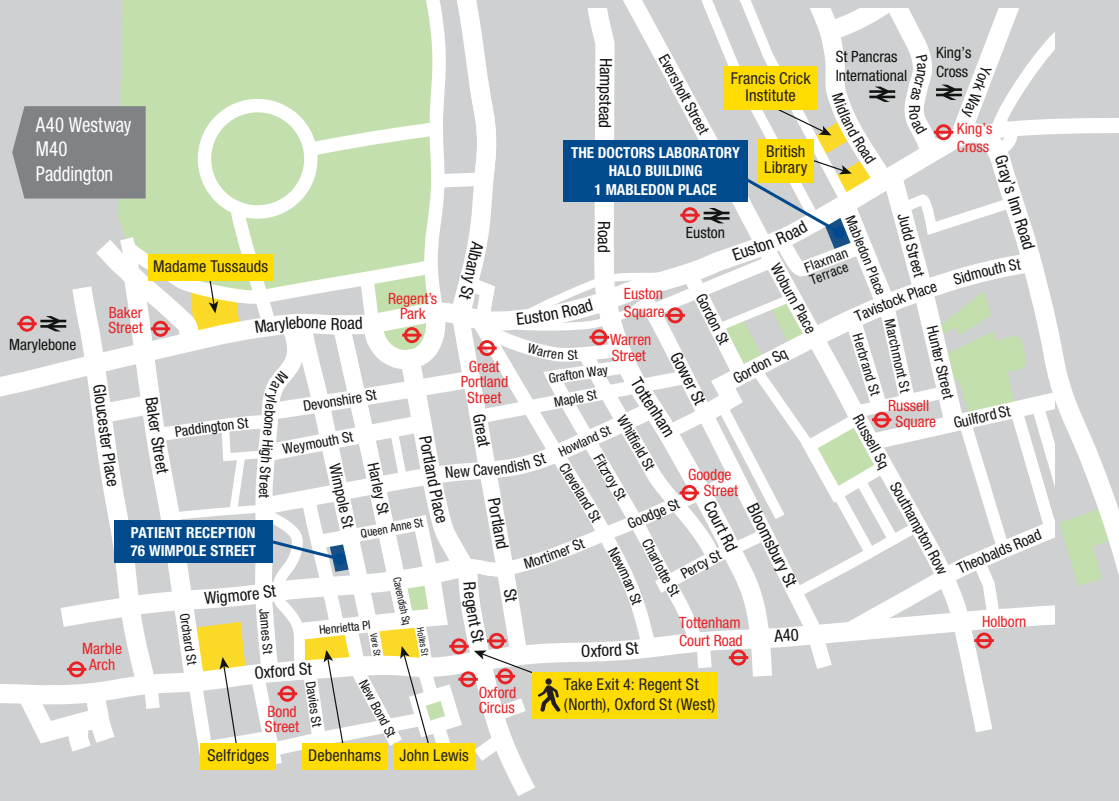 A40 Westway
M40
Paddington
Hampstead
Road
Eversholt Street
Francis Crick
Institute
Midland Road
St Pancras
International
Pancras Road
King's
Cross
York Way
King's
Cross
THE DOCTORS LABORATORY
HALO BUILDING
1 MABLEDON PLACE
British
Library
Gray's Inn Road
Euston
Euston Road
Mabledon Place
Judd Street
Flaxman
Terrace
Sidmouth St
Tavistock Place
Woburn Place
Albany St
Madame Tussauds
Baker
Street
Marylebone
Marylebone Road
Regent's
Park
Euston Road
Euston
Square
Gordon St
Warren
Street
Warren St
Great
Portland
Street
Grafton Way
Maple St
Gower St
Gordon Sq
Herbrand St
Marchmont St
Hunter Street
Russell
Square
Guilford St
Russell Sq
Gloucester Place
Baker Street
Marylebone High Street
Paddington St
Devonshire St
Weymouth St
Wimpole St
Harley St
Portland Place
Great
Portland
St
New Cavendish St
Howland St
Tottenham
Court Rd
Whitfield St
Fitzroy St
Cleveland St
Goodge
Street
Goodge St
Bloomsbury St
Southampton Row
Theobalds Road
PATIENT RECEPTION
76 WIMPOLE STREET
Queen Anne St
Mortimer St
Newman St
Charlotte St
Percy St
Wigmore St
Cavendish Sq
Regent St
Orchard St
James St
Henrietta Pl
Vere St
Holles St
Marble
Arch
Oxford St
Oxford St
Tottenham
Court Road
A40
Holborn
Bond
Street
Davies St
New Bond St
Oxford
Circus
Take Exit 4: Regent St
(North), Oxford St (West)
Selfridges
Debenhams
John Lewis